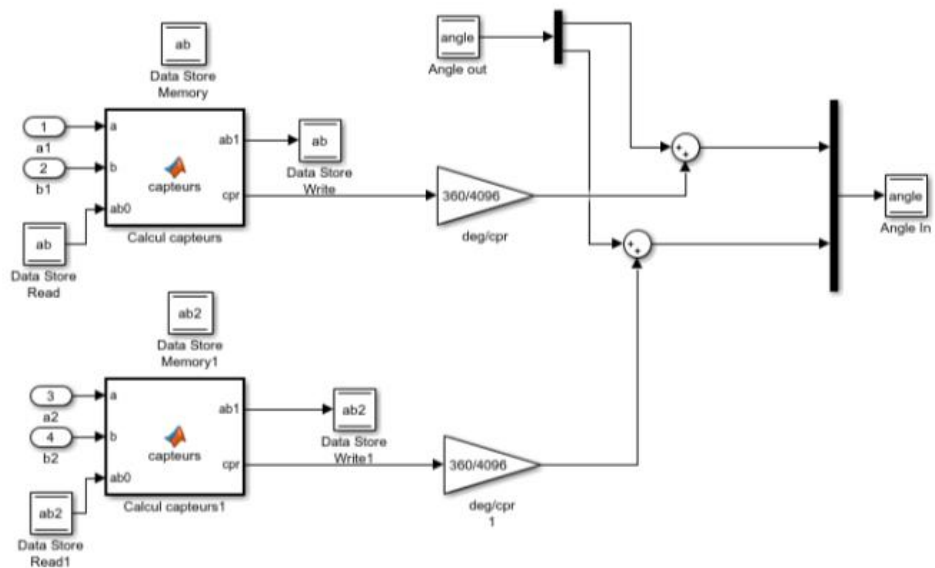 ab
Data Store
Memory
angle
Angle out
1
a1
2
b1
a
b
ab0
capteurs
ab1
cpr
Calcul capteurs
ab
Data Store
Read
ab
Data Store
Write
360/4096
deg/cpr
++
++
angle
Angle In
ab2
Data Store
Memory1
3
a2
4
b2
a
b
ab0
capteurs
ab1
cpr
Calcul capteurs1
ab2
Data Store
Read1
ab2
Data Store
Write1
360/4096
deg/cpr
1